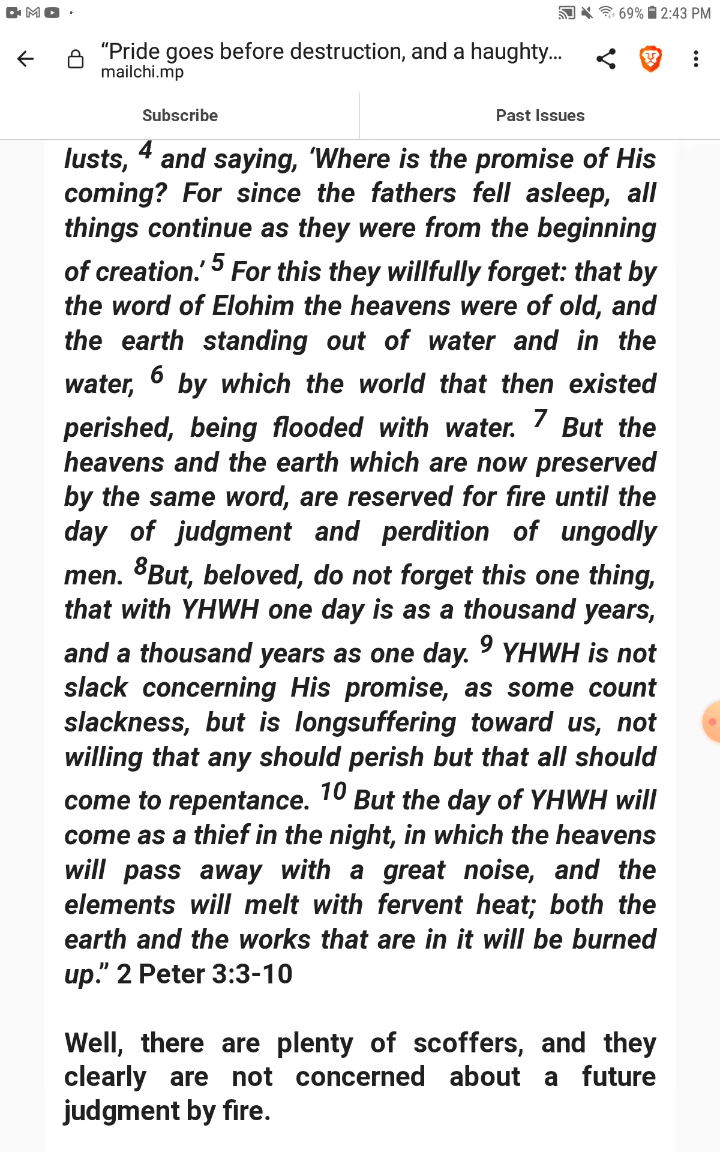 69% 2:43 PM
“Pride goes before destruction, and a haughty...
mailchi.mp
Subscribe Past Issues
lusts, 4 and saying, ‘Where is the promise of His
coming? For since the fathers fell asleep, all
things continue as they were from the beginning
of creation.’ 5 For this they willfully forget: that by
the word of Elohim the heavens were of old, and
the earth standing out of water and in the
water, 6 by which the world that then existed
perished, being flooded with water. 7 But the
heavens and the earth which are now preserved
by the same word, are reserved for fire until the
day of judgment and perdition of ungodly
men. 8But, beloved, do not forget this one thing,
that with YHWH one day is as a thousand years,
and a thousand years as one day. 9 YHWH is not
slack concerning His promise, as some count
slackness, but is longsuffering toward us, not
willing that any should perish but that all should
come to repentance. 10 But the day of YHWH will
come as a thief in the night, in which the heavens
will pass away with a great noise, and the
elements will melt with fervent heat; both the
earth and the works that are in it will be burned
up.” 2 Peter 3:3-10
Well, there are plenty of scoffers, and they
clearly are not concerned about a future
judgment by fire.